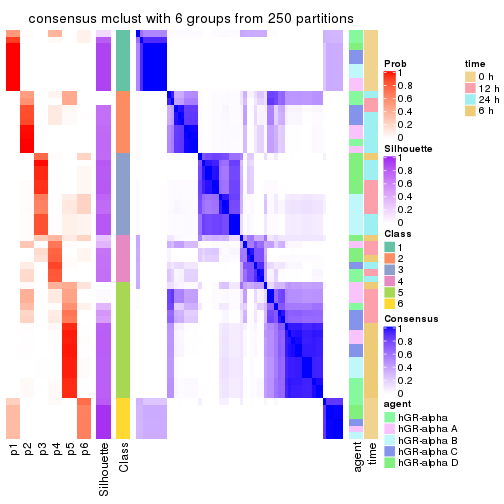 consensus mclust with 6 groups from 250 partitions
Prob
1
0.8
0.6
0.4
0.2
0
Silhouette
1
0.8
0.6
0.4
0.2
0
Class
1
2
3
4
5
6
Consensus
1
0.8
0.6
0.4
0.2
0
agent
hGR-alpha
hGR-alpha A
hGR-alpha B
hGR-alpha C
hGR-alpha D
time
0 h
12 h
24 h
6 h
p1
p2
p3
p4
p5
p6
Silhouette
Class
agent
time